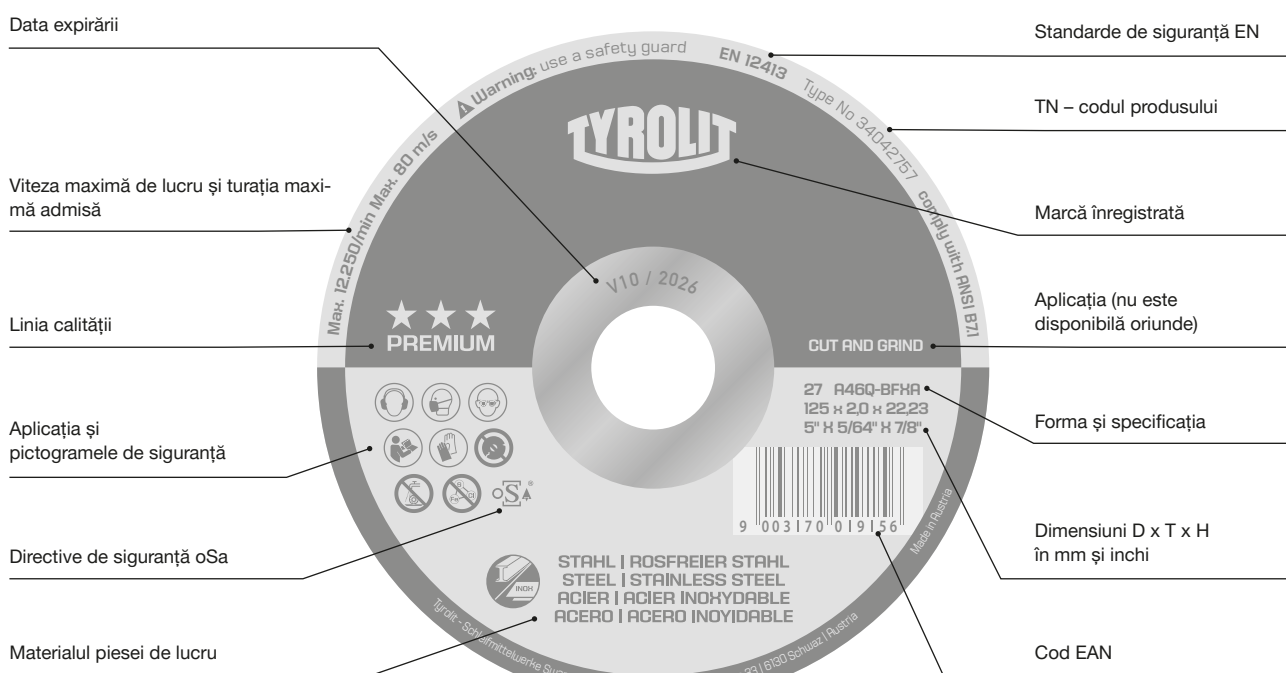 Data expirării
Viteza maximă de lucru și turația maxi-
mă admisă
Linia calității
Aplicația și
pictogramele de siguranță
Directive de siguranță oSa
Materialul piesei de lucru
Max. 12.250/min Max. 80 m/s
Warning: use a safety guard
EN 12413
Type No 34042757
comply with ANSI B7.1
TYROLIT
V10 / 2026
PREMIUM
CUT AND GRIND
27 A46Q-BFXA
125 x 2,0 x 22,23
5" X 5/64" X 7/8"
oSa®
9 003170 019156
INOX
STAHL | ROSFREIER STAHL
STEEL | STAINLESS STEEL
ACIER | ACIER INOXYDABLE
ACERO | ACERO INOYIDABLE
Made in Austria
Tyrolit - Schleifmittelwerke
33 | 6130 Schwaz | Austria
Standarde de siguranță EN
TN – codul produsului
Marcă înregistrată
Aplicația (nu este
disponibilă oriunde)
Forma și specificația
Dimensiuni D x T x H
în mm și inchi
Cod EAN